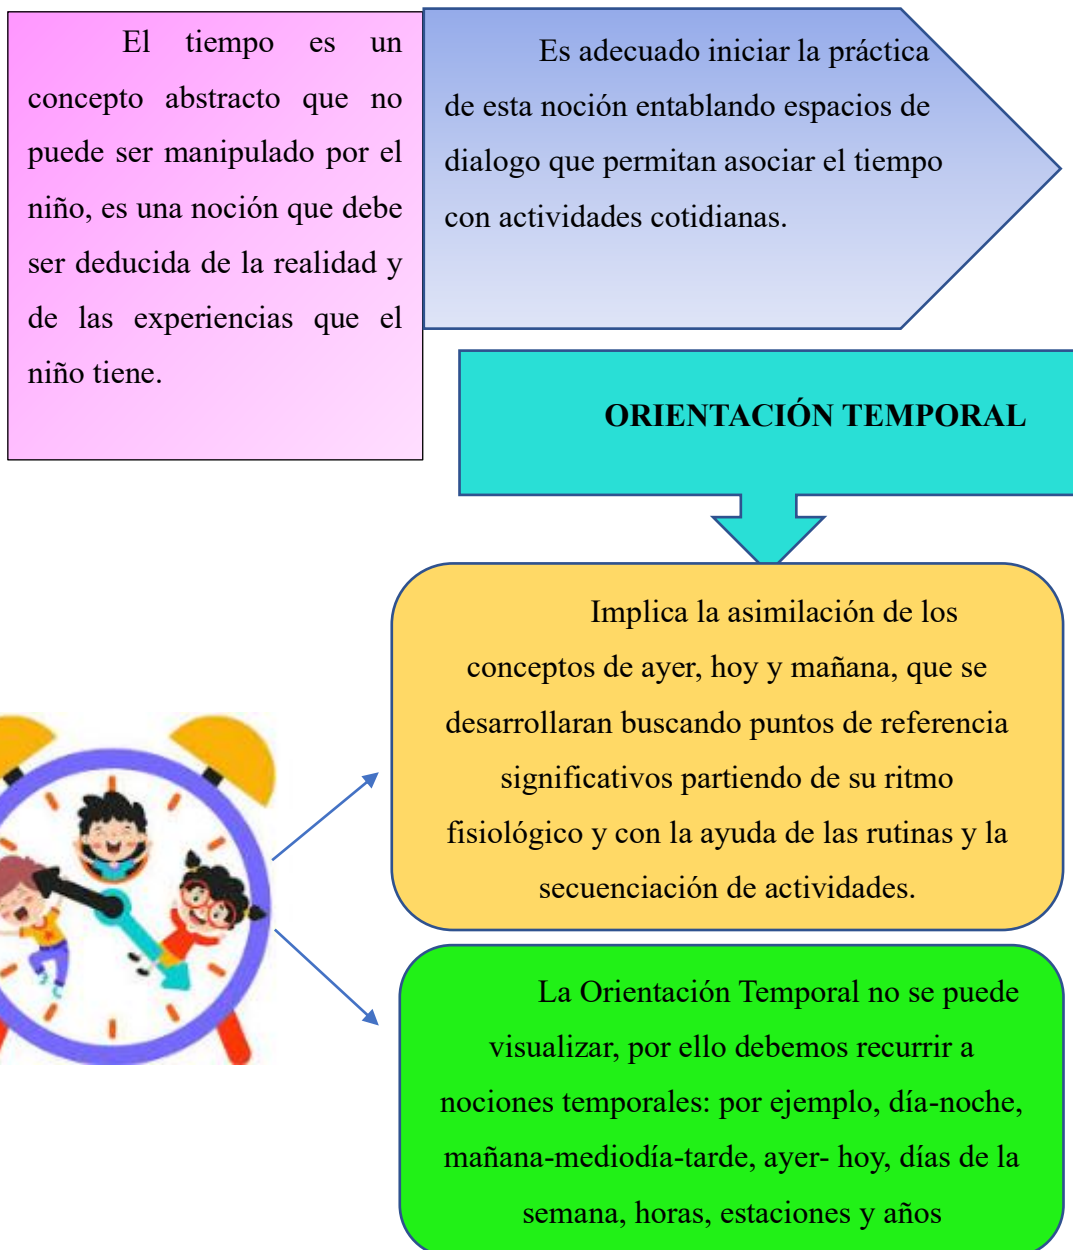 El tiempo es un
concepto abstracto que no
puede ser manipulado por el
niño, es una noción que debe
ser deducida de la realidad y
de las experiencias que el
niño tiene.
Es adecuado iniciar la práctica
de esta noción entablando espacios de
dialogo que permitan asociar el tiempo
con actividades cotidianas.
ORIENTACIÓN TEMPORAL
Implica la asimilación de los
conceptos de ayer, hoy y mañana, que se
desarrollaran buscando puntos de referencia
significativos partiendo de su ritmo
fisiológico y con la ayuda de las rutinas y la
secuenciación de actividades.
La Orientación Temporal no se puede
visualizar, por ello debemos recurrir a
nociones temporales: por ejemplo, día-noche,
mañana-mediodía-tarde, ayer- hoy, días de la
semana, horas, estaciones y años